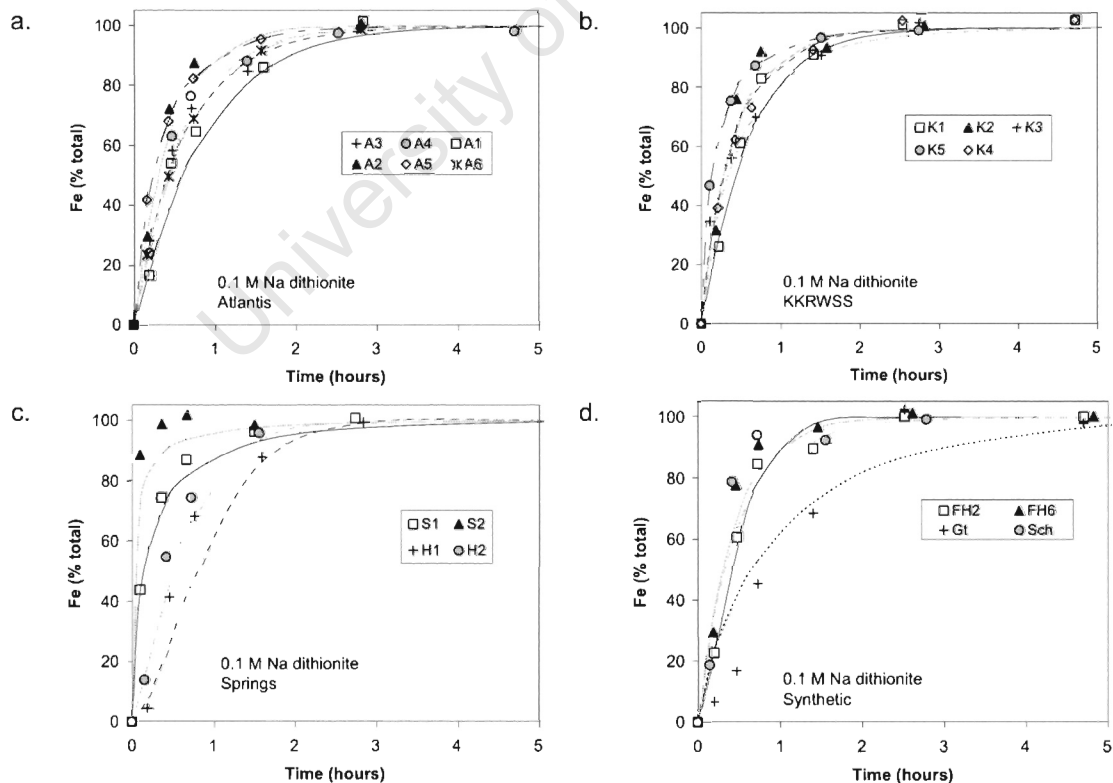 a.
100
80
60
40
20
0
Fe (% total)
+ A3 A4 A1
A2 A5 A6
0.1 M Na dithionite
Atlantis
0 1 2 3 4 5
Time (hours)
b.
100
80
60
40
20
0
Fe (% total)
K1 K2 + K3
K5 K4
0.1 M Na dithionite
KKRWSS
0 1 2 3 4 5
Time (hours)
c.
100
80
60
40
20
0
Fe (% total)
S1 S2
+ H1 H2
0.1 M Na dithionite
Springs
0 1 2 3 4 5
Time (hours)
d.
100
80
60
40
20
0
Fe (% total)
FH2 FH6
+ Gt Sch
0.1 M Na dithionite
Synthetic
0 1 2 3 4 5
Time (hours)
University of